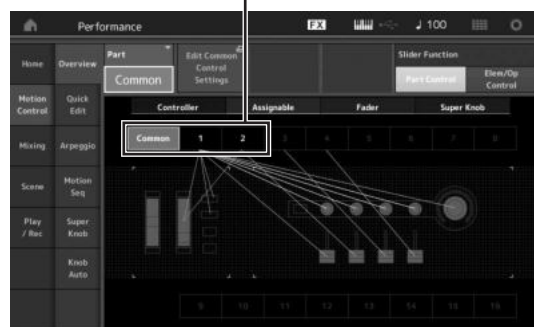 Performance
FX
♩ 100
Home
Overview
Part
Common
Edit Common
Control
Settings
Slider Function
Part Control
Elem/Op
Control
Motion
Control
Quick
Edit
Controller
Assignable
Fader
Super Knob
Common 1 2 3 4 5 6 7 8
Mixing
Arpeggio
Scene
Motion
Seq
Play
/ Rec
Super
Knob
Knob
Auto
9 10 11 12 13 14 15 16